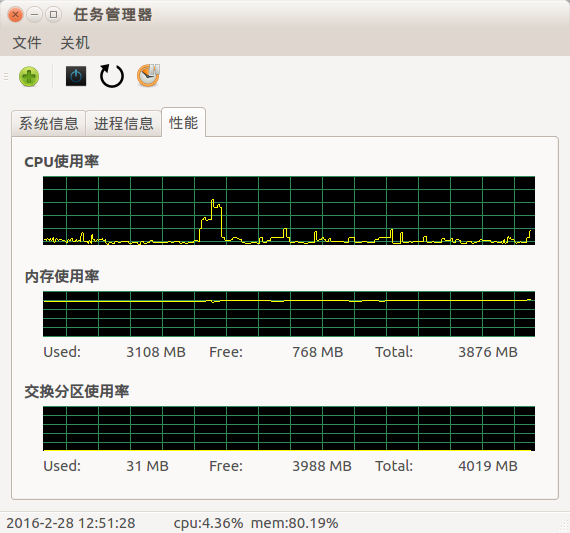 任务管理器
文件 关机
系统信息 进程信息 性能
CPU使用率
内存使用率
Used: 3108 MB Free: 768 MB Total: 3876 MB
交换分区使用率
Used: 31 MB Free: 3988 MB Total: 4019 MB
2016-2-28 12:51:28 cpu:4.36% mem:80.19%